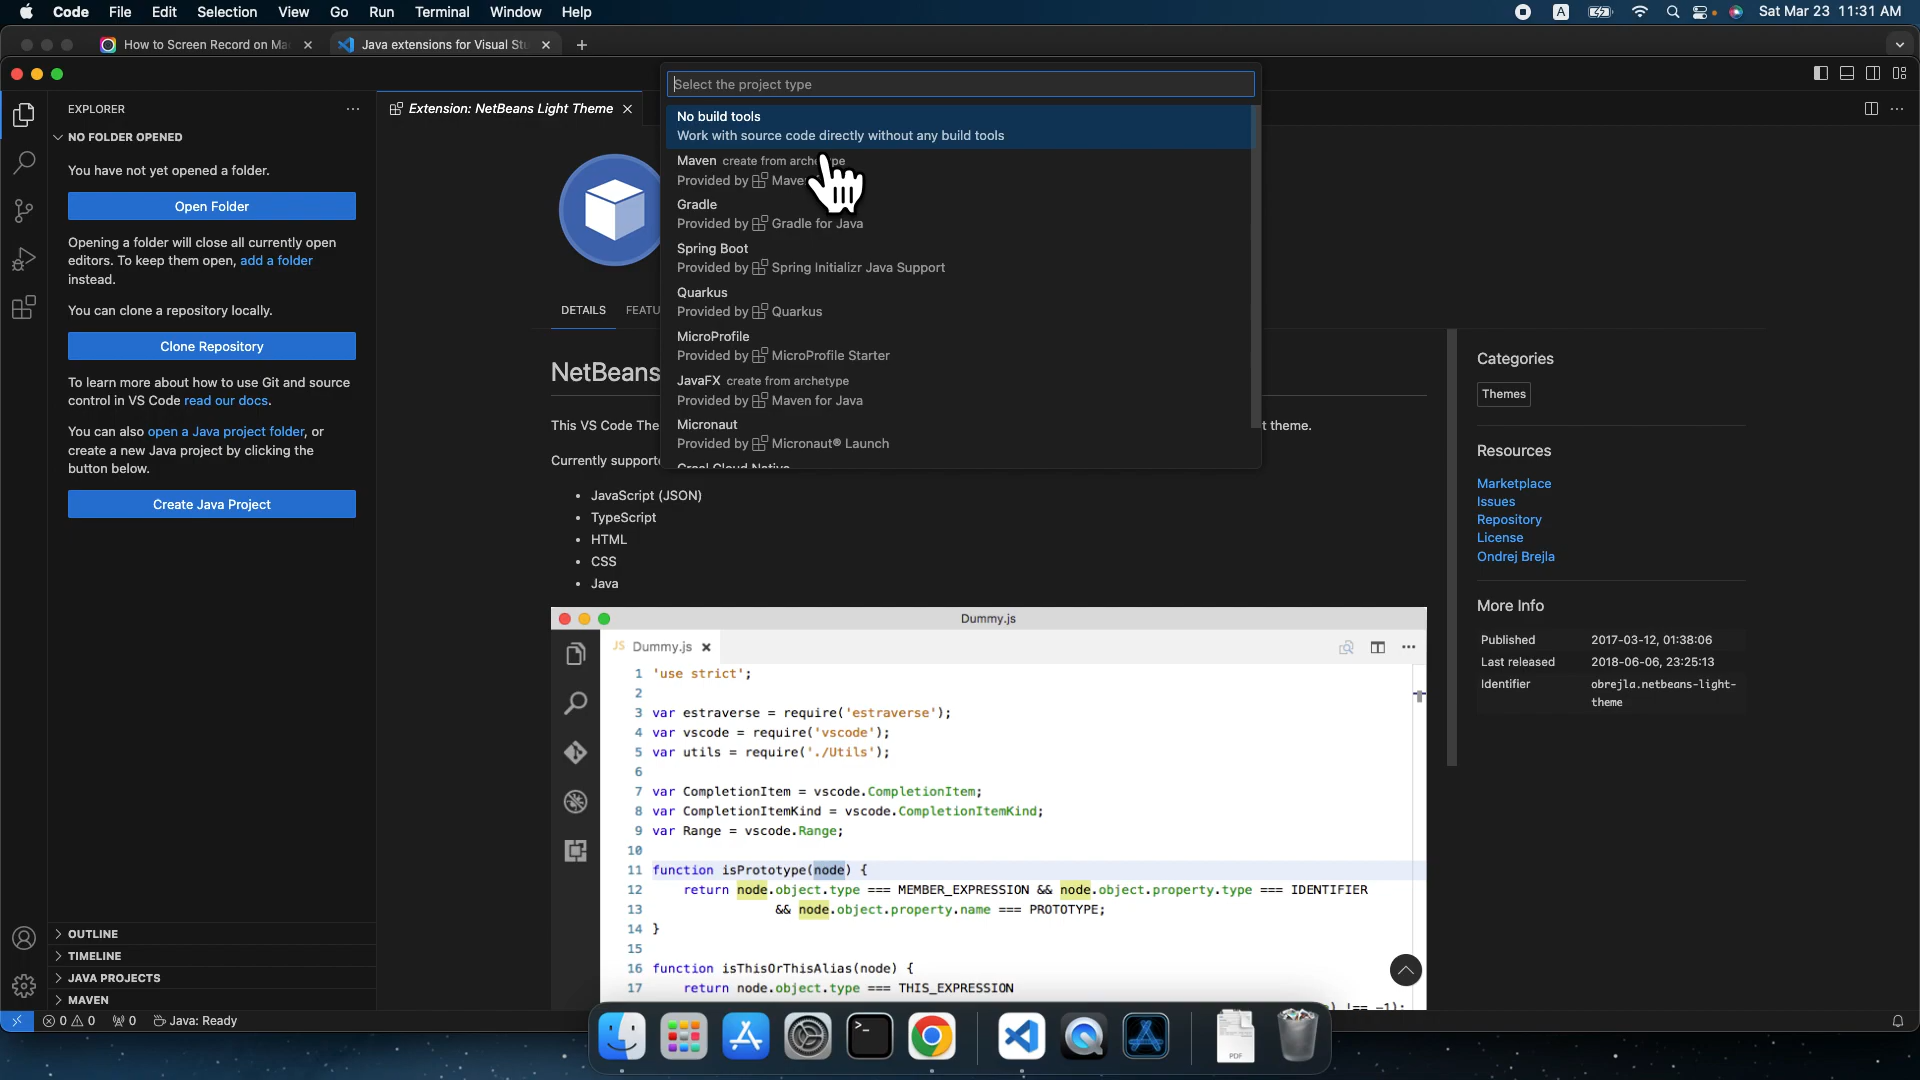 Code File Edit Selection View Go Run Terminal Window Help
A Sat Mar 23 11:31 AM
How to Screen Record on Ma
Java extensions for Visual Stu
Select the project type
No build tools
Work with source code directly without any build tools
Maven create from
Provided by
Gradle
Provided by Gradle for Java
Spring Boot
Provided by Spring Initializr Java Support
Quarkus
Provided by Quarkus
MicroProfile
Provided by MicroProfile Starter
JavaFX create from archetype
Provided by Maven for Java
Micronaut
Provided by Micronaut® Launch
EXPLORER
NO FOLDER OPENED
You have not yet opened a folder.
Open Folder
Opening a folder will close all currently open
editors. To keep them open, add a folder
instead.
You can clone a repository locally.
Clone Repository
To learn more about how to use Git and source
control in VS Code read our docs.
You can also open a Java project folder, or
create a new Java project by clicking the
button below.
Create Java Project
OUTLINE
TIMELINE
JAVA PROJECTS
MAVEN
0 0 0 Java: Ready
Extension: NetBeans Light Theme
DETAILS FEATU
NetBeans
This VS Code The t theme.
Currently supporte
• JavaScript (JSON)
• TypeScript
• HTML
• CSS
• Java
Dummy.js
JS Dummy.js
1 'use strict';
2
3 var estraverse = require('estraverse');
4 var vscode = require('vscode');
5 var utils = require('./Utils');
6
7 var CompletionItem = vscode.CompletionItem;
8 var CompletionItemKind = vscode.CompletionItemKind;
9 var Range = vscode.Range;
10
11 function isPrototype(node) {
12 return node.object.type === MEMBER_EXPRESSION && node.object.property.type === IDENTIFIER
13 && node.object.property.name === PROTOTYPE;
14 }
15
16 function isThisOrThisAlias(node) {
17 return node.object.type === THIS_EXPRESSION
Categories
Themes
Resources
Marketplace
Issues
Repository
License
Ondrej Brejla
More Info
Published 2017-03-12, 01:38:06
Last released 2018-06-06, 23:25:13
Identifier obrejla.netbeans-light-
theme
PDF